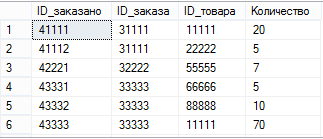 ID_заказано ID_заказа ID_товара Количество
1 41111 31111 11111 20
2 41112 31111 22222 5
3 42221 32222 55555 7
4 43331 33333 66666 5
5 43332 33333 88888 10
6 43333 33333 11111 70